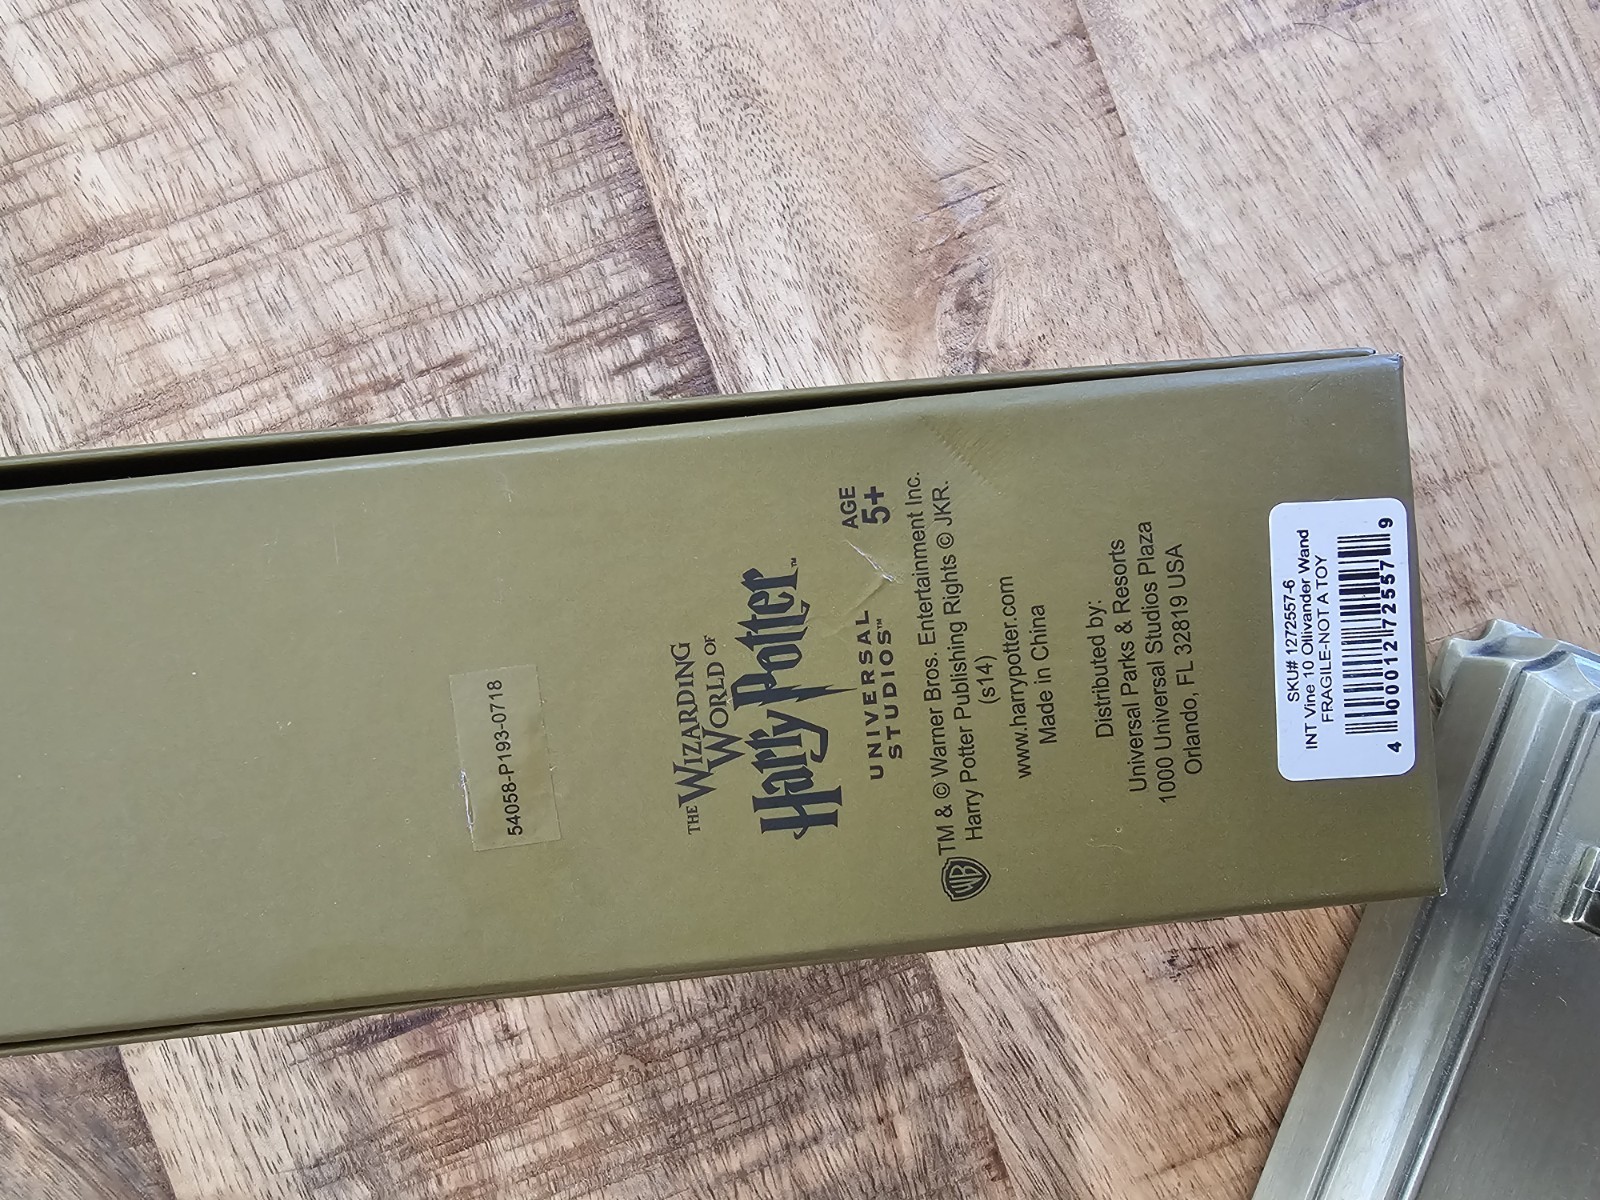 54058-P193-0718
THE WIZARDING
WORLD OF
Harry Potter™
UNIVERSAL
STUDIOS™
AGE
5+
WB TM & © Warner Bros. Entertainment Inc.
Harry Potter Publishing Rights © JKR.
(s14)
www.harrypotter.com
Made in China
Distributed by:
Universal Parks & Resorts
1000 Universal Studios Plaza
Orlando, FL 32819 USA
SKU# 1272557-6
INT Vine 10 Ollivander Wand
FRAGILE-NOT A TOY
4 00012 72557 9